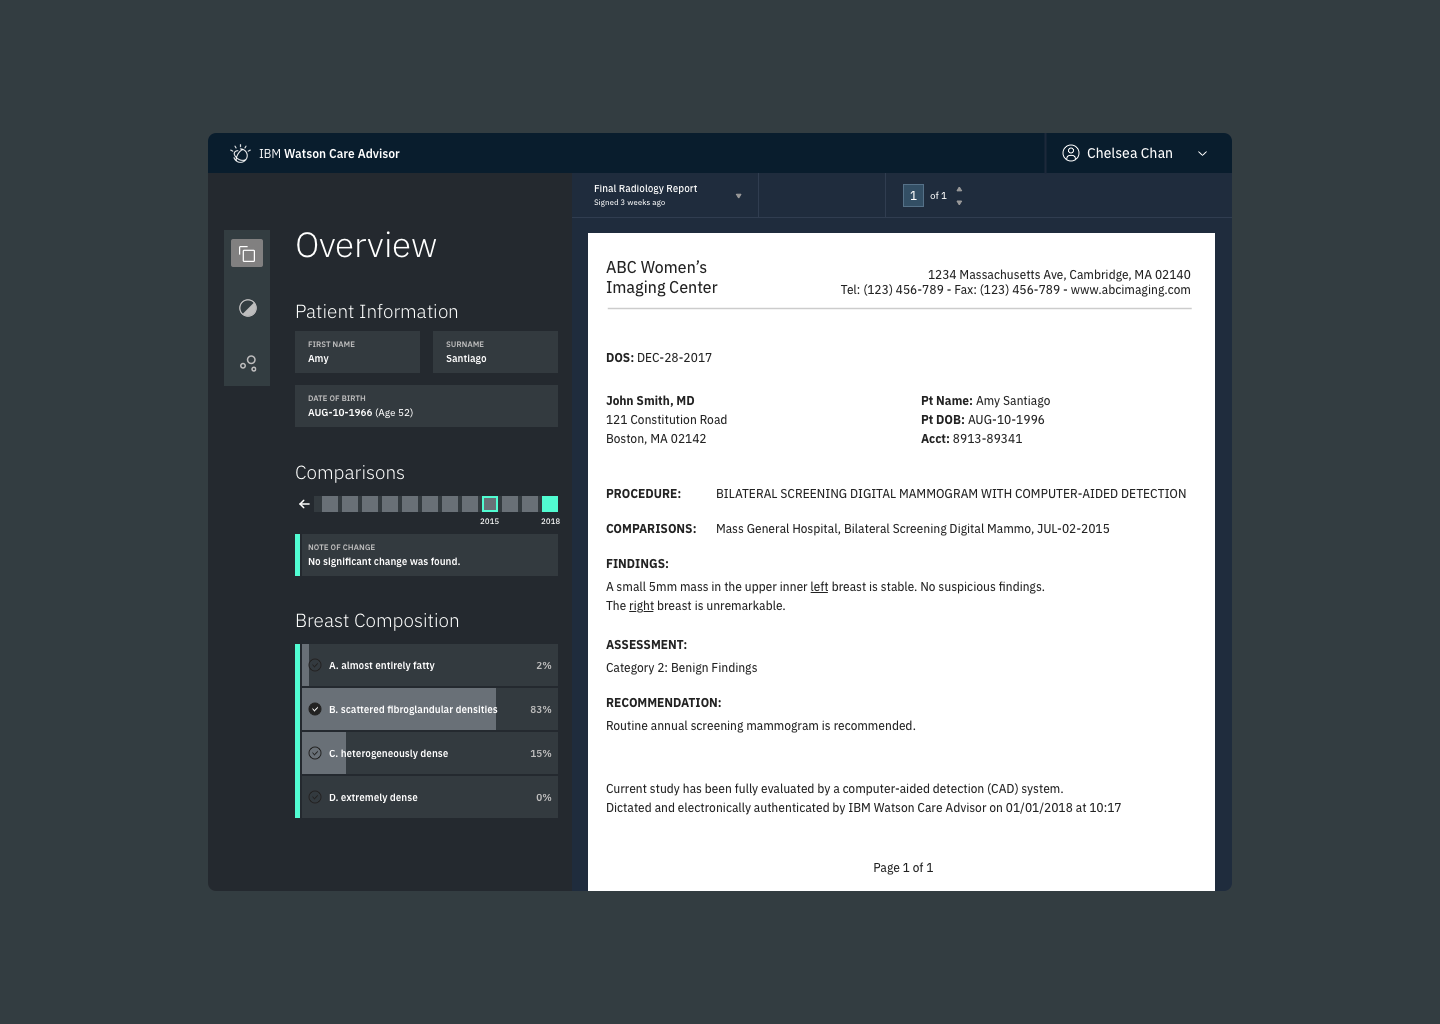 IBM Watson Care Advisor
Chelsea Chan
Final Radiology Report
Signed 3 weeks ago
1 of 1
Overview
Patient Information
FIRST NAME
Amy
SURNAME
Santiago
DATE OF BIRTH
AUG-10-1966 (Age 52)
Comparisons
2015
2018
NOTE OF CHANGE
No significant change was found.
Breast Composition
A. almost entirely fatty 2%
B. scattered fibroglandular densities 83%
C. heterogeneously dense 15%
D. extremely dense 0%
ABC Women’s
Imaging Center
1234 Massachusetts Ave, Cambridge, MA 02140
Tel: (123) 456-789 - Fax: (123) 456-789 - www.abcimaging.com
DOS: DEC-28-2017
John Smith, MD
121 Constitution Road
Boston, MA 02142
Pt Name: Amy Santiago
Pt DOB: AUG-10-1996
Acct: 8913-89341
PROCEDURE: BILATERAL SCREENING DIGITAL MAMMOGRAM WITH COMPUTER-AIDED DETECTION
COMPARISONS: Mass General Hospital, Bilateral Screening Digital Mammo, JUL-02-2015
FINDINGS:
A small 5mm mass in the upper inner left breast is stable. No suspicious findings.
The right breast is unremarkable.
ASSESSMENT:
Category 2: Benign Findings
RECOMMENDATION:
Routine annual screening mammogram is recommended.
Current study has been fully evaluated by a computer-aided detection (CAD) system.
Dictated and electronically authenticated by IBM Watson Care Advisor on 01/01/2018 at 10:17
Page 1 of 1